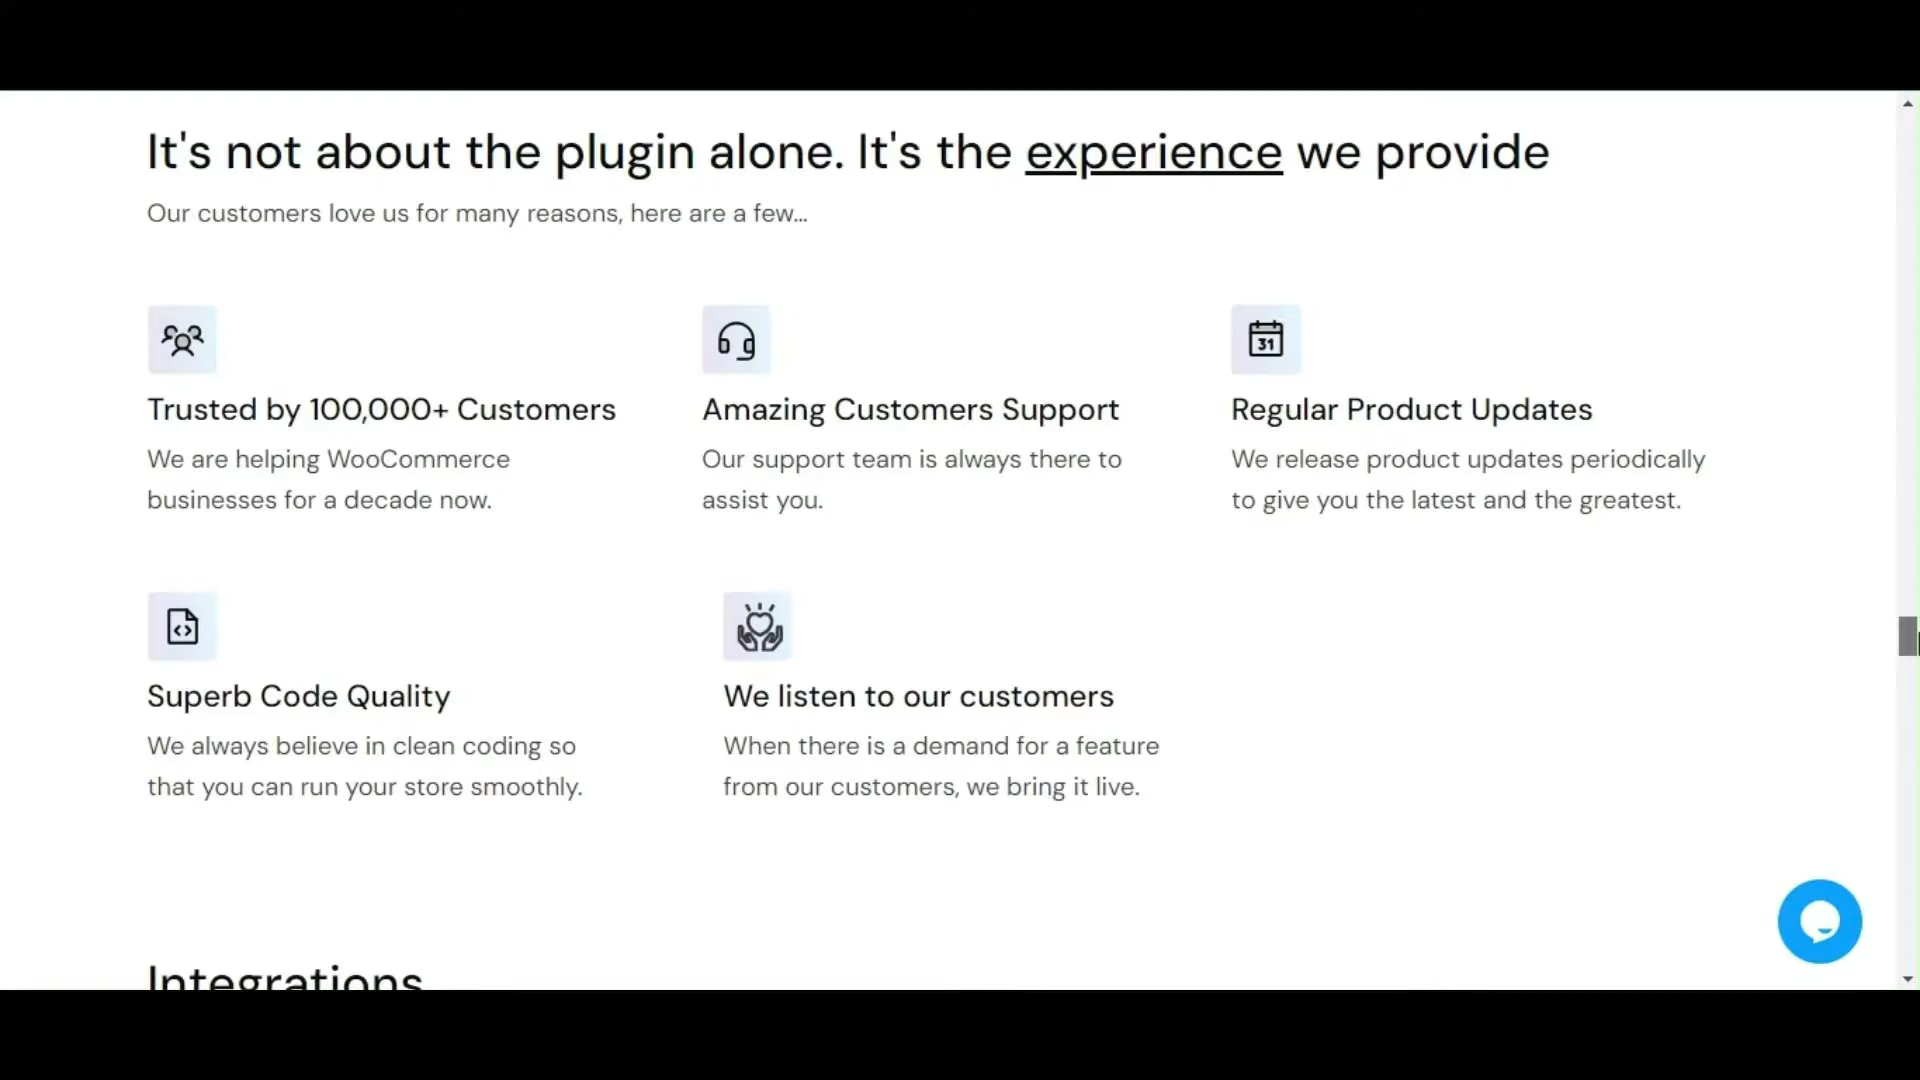 It's not about the plugin alone. It's the experience we provide
Our customers love us for many reasons, here are a few...
31
Trusted by 100,000+ Customers
We are helping WooCommerce
businesses for a decade now.
Amazing Customers Support
Our support team is always there to
assist you.
Regular Product Updates
We release product updates periodically
to give you the latest and the greatest.
Superb Code Quality
We always believe in clean coding so
that you can run your store smoothly.
We listen to our customers
When there is a demand for a feature
from our customers, we bring it live.
Integrations